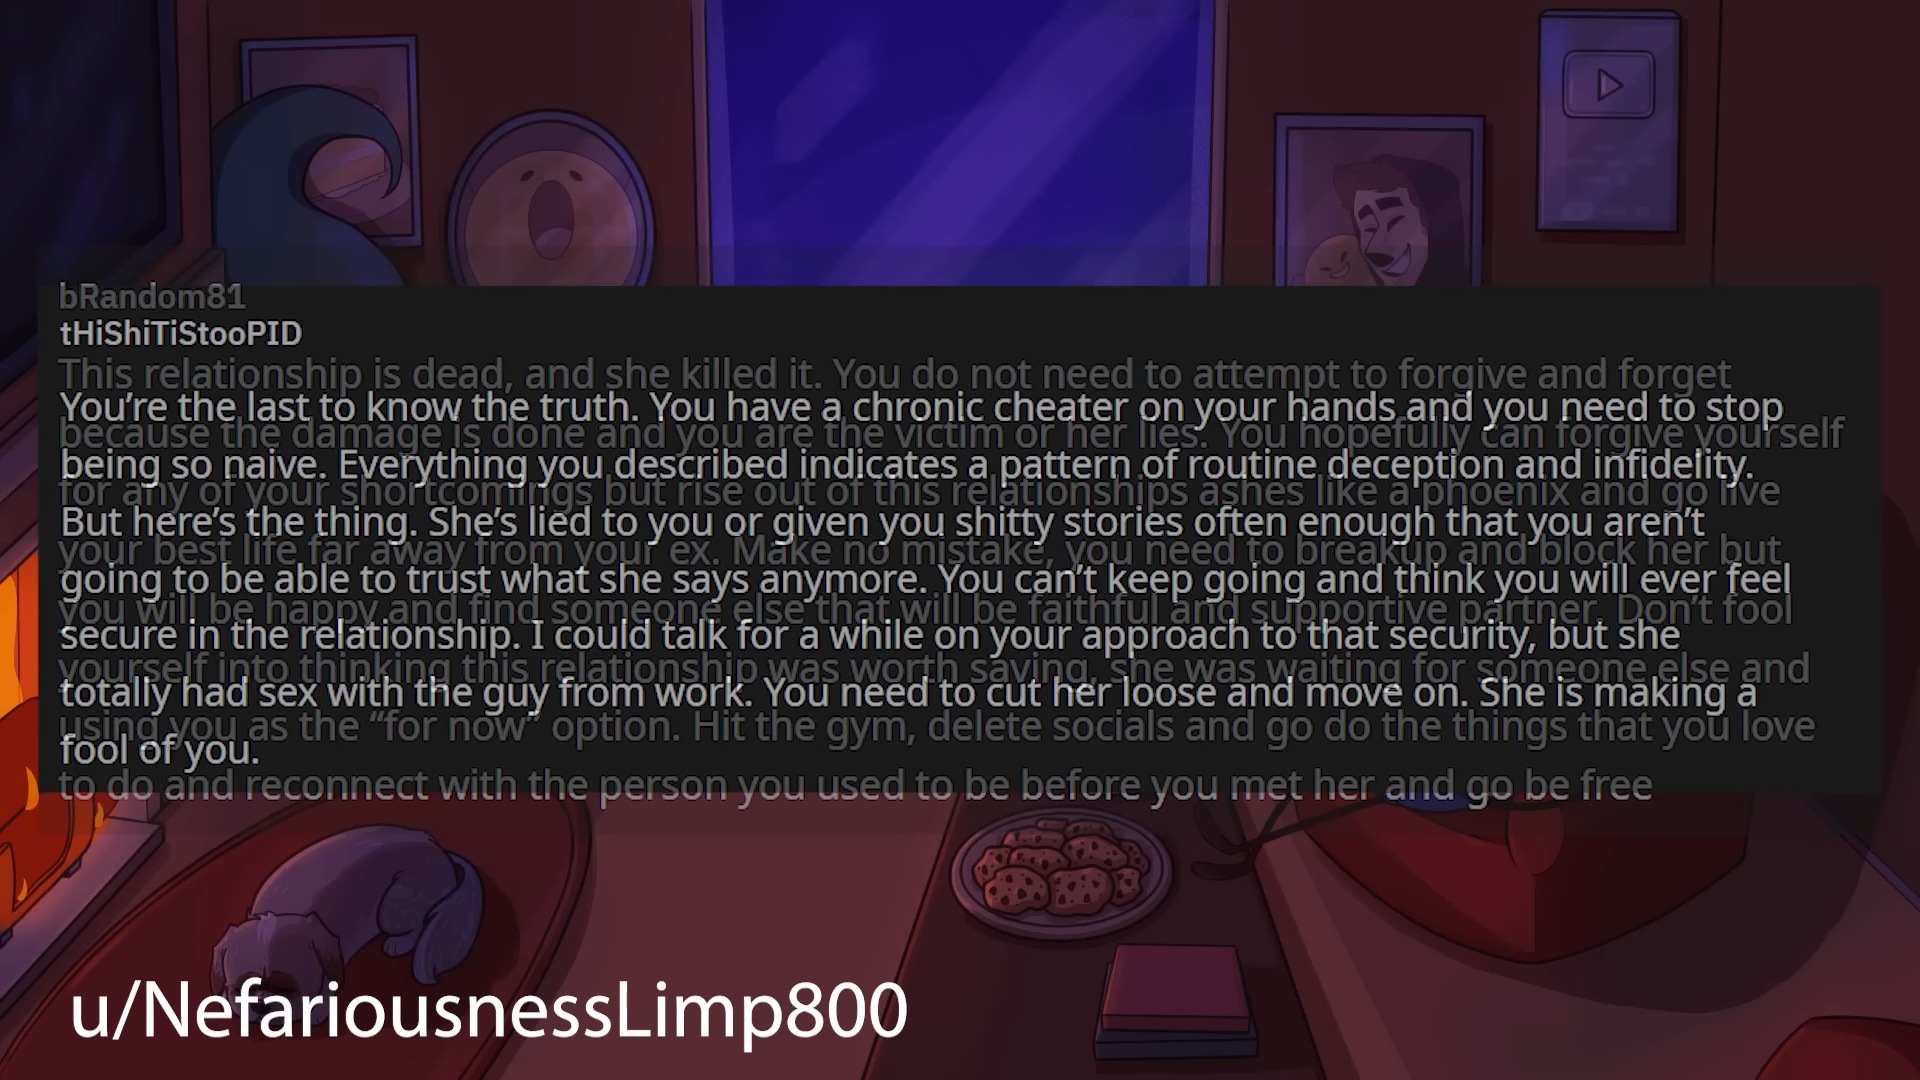 bRandom81
tHiShiTiStooPID
This relationship is dead, and she killed it. You do not need to attempt to forgive and forget
You're the last to know the truth. You have a chronic cheater on your hands and you need to stop
because the damage is done and you are the victim or her lies. You hopefully can forgive yourself
being so naive. Everything you described indicates a pattern of routine deception and infidelity.
for any of your shortcomings but rise out of this relationships ashes like a phoenix and go live
But here's the thing. She's lied to you or given you shitty stories often enough that you aren't
your best life far away from your ex. Make no mistake, you need to breakup and block her but
going to be able to trust what she says anymore. You can't keep going and think you will ever feel
you will be happy and find someone else that will be faithful and supportive partner. Don't fool
secure in the relationship. I could talk for a while on your approach to that security, but she
yourself into thinking this relationship was worth saving, she was waiting for someone else and
totally had sex with the guy from work. You need to cut her loose and move on. She is making a
using you as the “for now” option. Hit the gym, delete socials and go do the things that you love
fool of you.
to do and reconnect with the person you used to be before you met her and go be free
u/NefariousnessLimp800